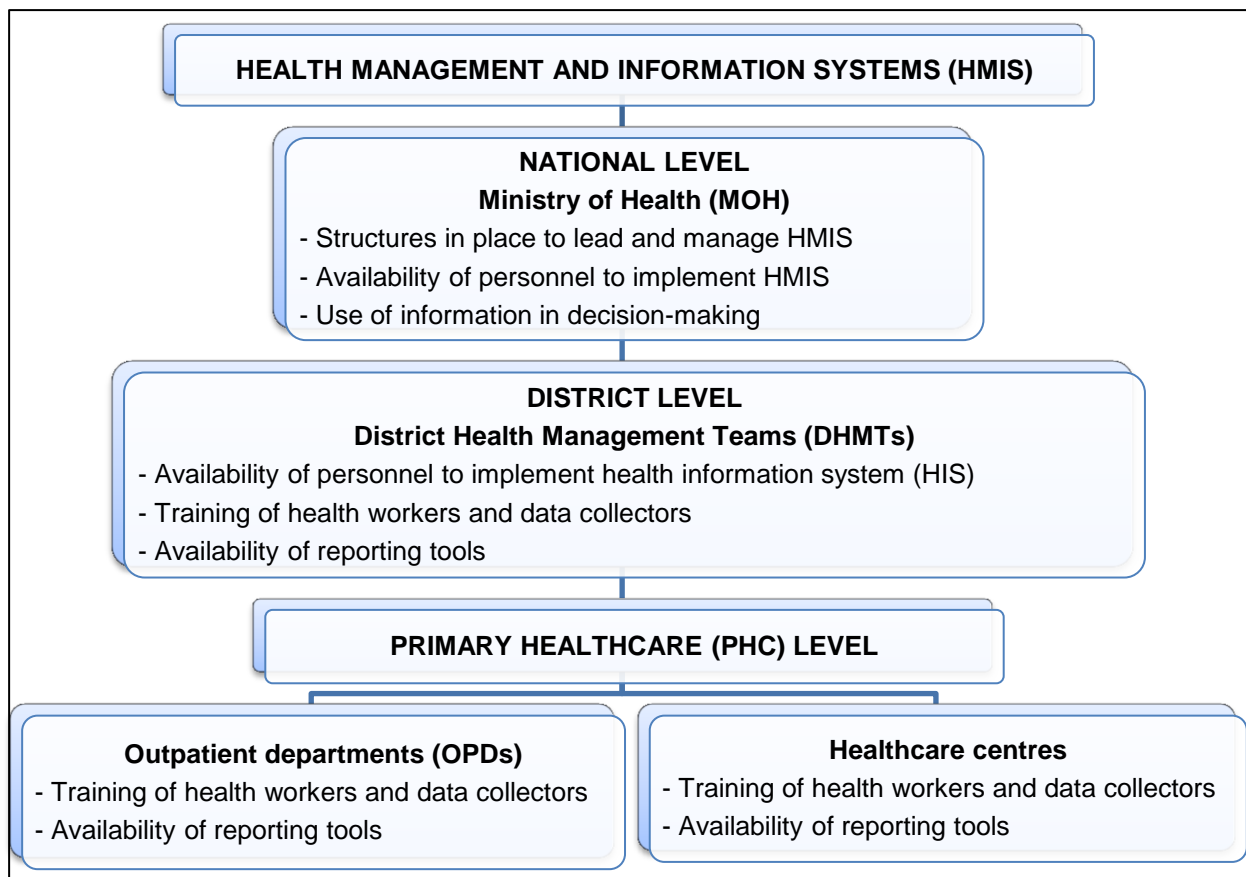 HEALTH MANAGEMENT AND INFORMATION SYSTEMS (HMIS)
NATIONAL LEVEL
Ministry of Health (MOH)
- Structures in place to lead and manage HMIS
- Availability of personnel to implement HMIS
- Use of information in decision-making
DISTRICT LEVEL
District Health Management Teams (DHMTs)
- Availability of personnel to implement health information system (HIS)
- Training of health workers and data collectors
- Availability of reporting tools
PRIMARY HEALTHCARE (PHC) LEVEL
Outpatient departments (OPDs)
- Training of health workers and data collectors
- Availability of reporting tools
Healthcare centres
- Training of health workers and data collectors
- Availability of reporting tools